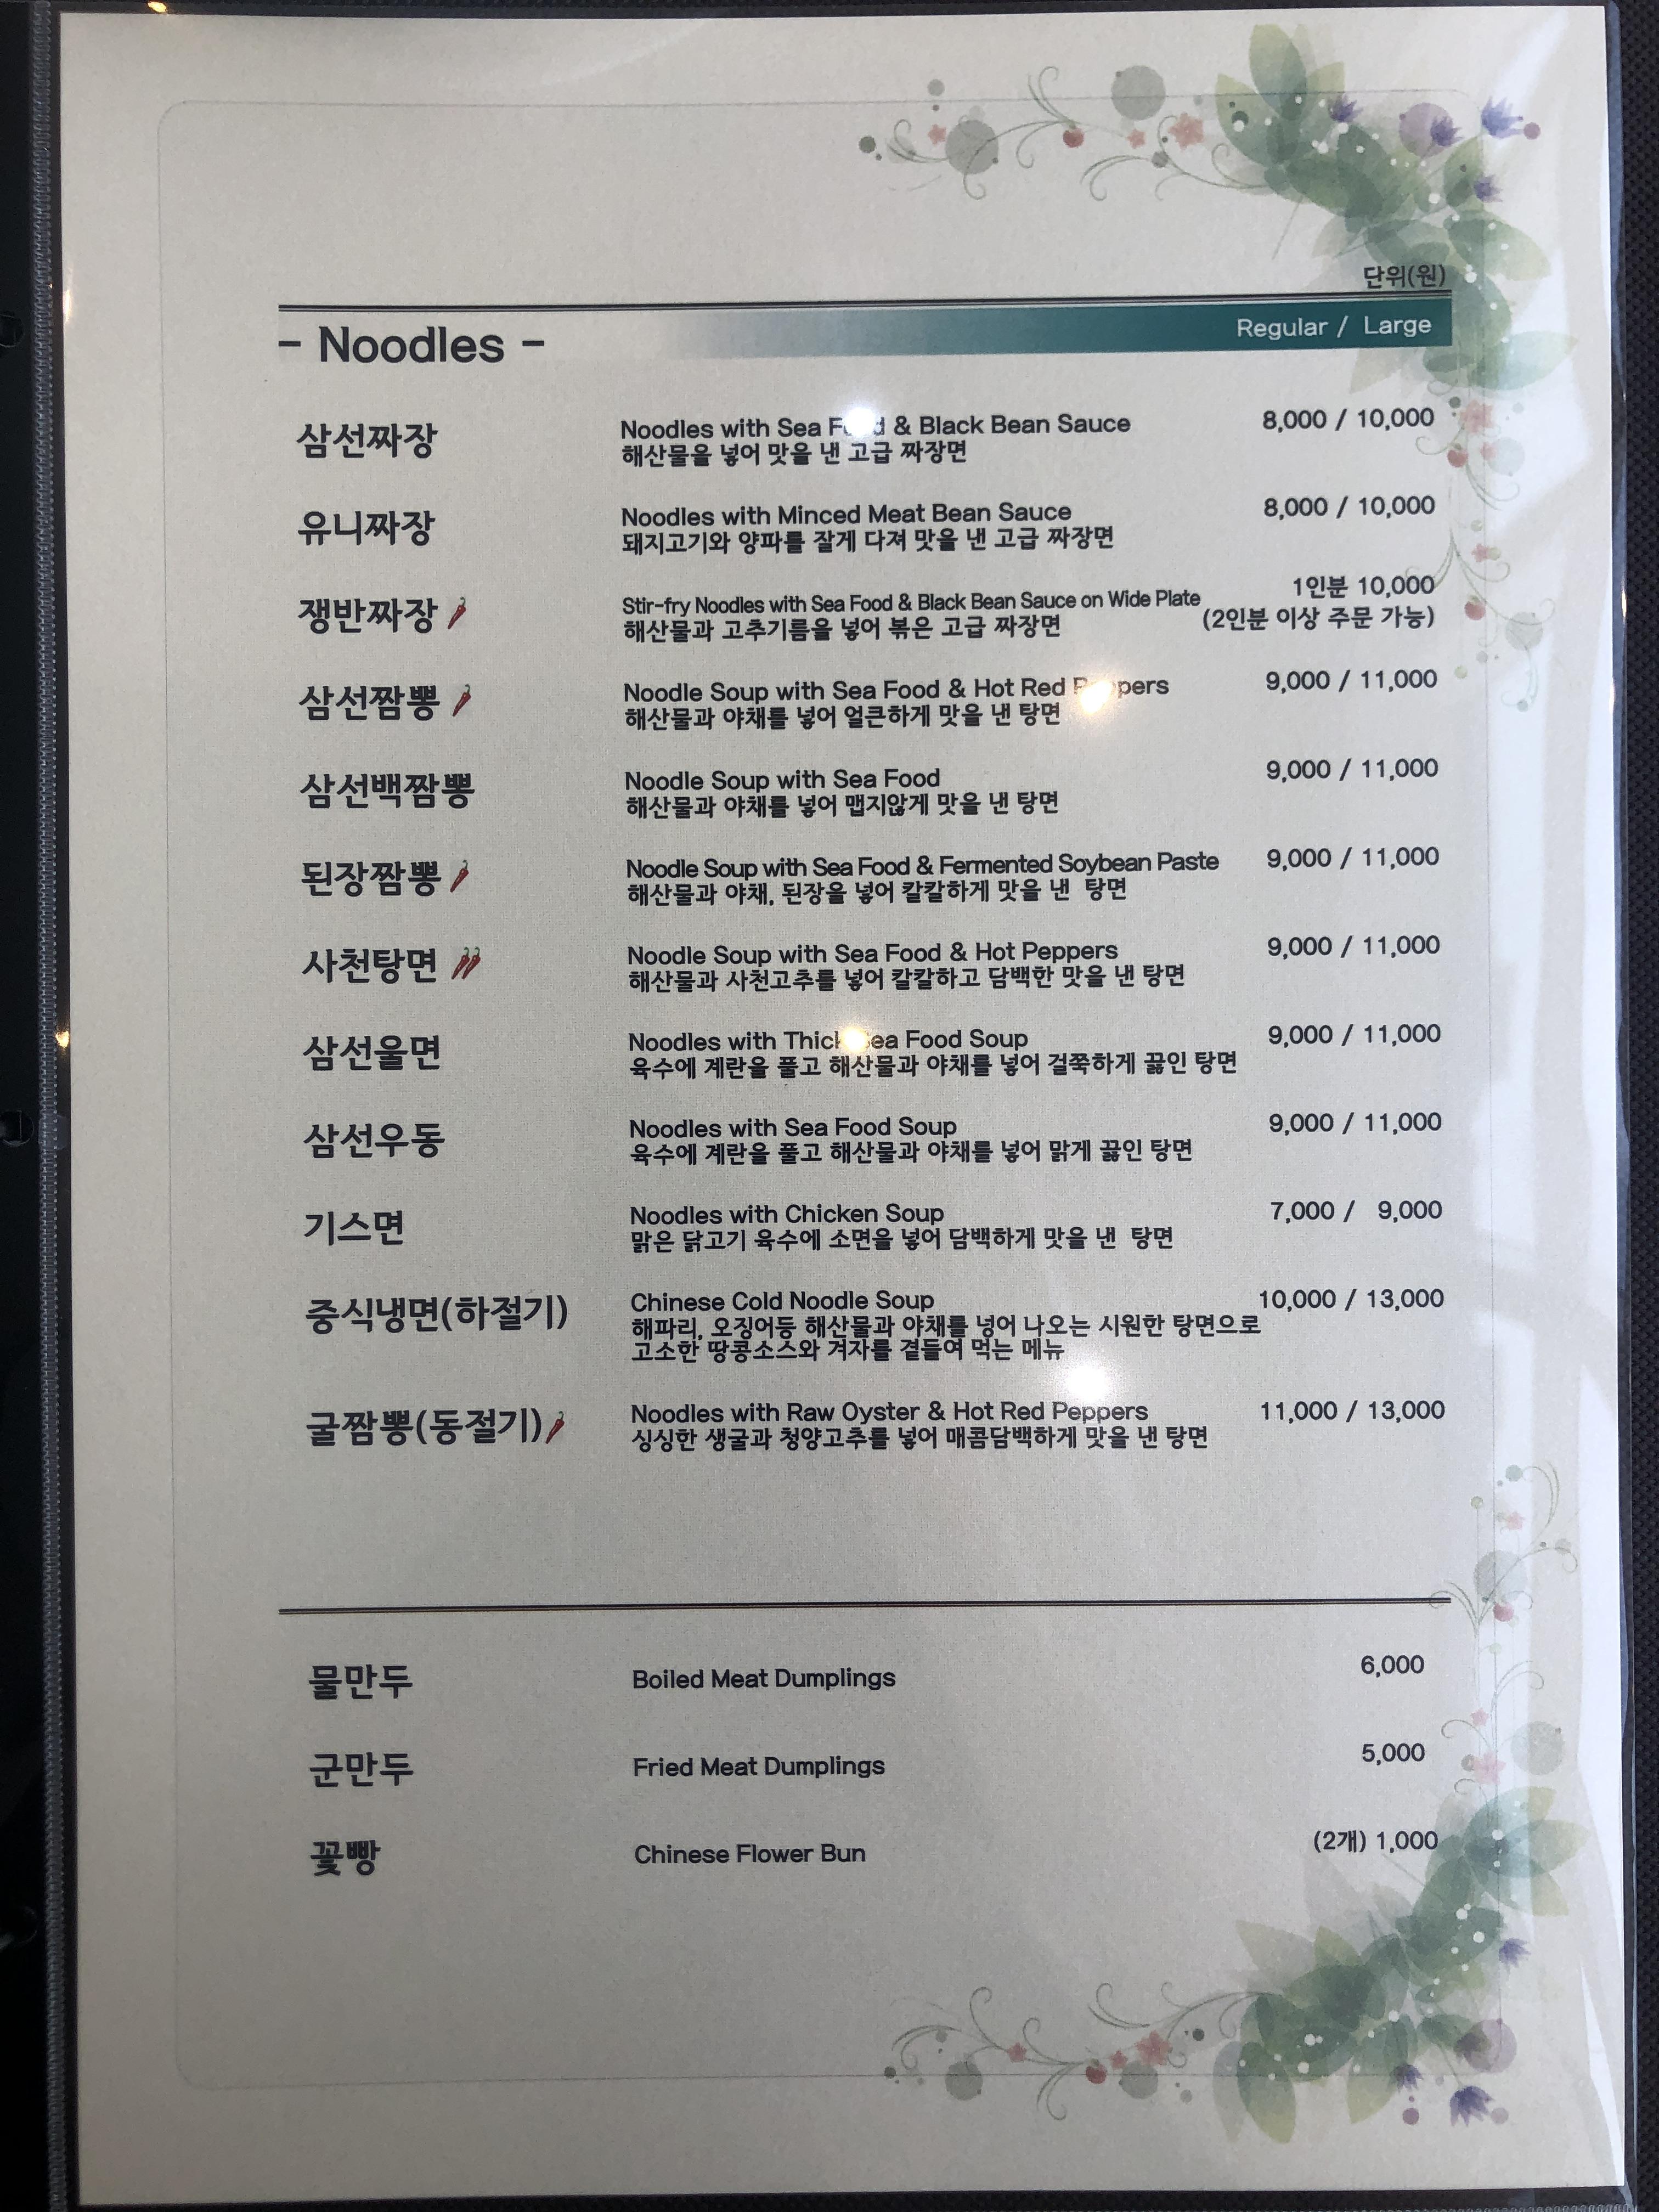 단위(원)
- Noodles -
Regular / Large
삼선짜장
Noodles with Sea & Black Bean Sauce
8,000 / 10,000
해산물을 넣어 맛을 낸 고급 짜장면
유니짜장
Noodles with Minced Meat Bean Sauce
8,000 / 10,000
돼지고기와 양파를 잘게 다져 맛을 낸 고급 짜장면
쟁반짜장
Stir-fry Noodles with Sea Food & Black Bean Sauce on Wide Plate
1인분 10,000
해산물과 고추기름을 넣어 볶은 고급 짜장면
(2인분 이상 주문 가능)
삼선짬뽕
Noodle Soup with Sea Food & Hot Red
9,000 / 11,000
해산물과 야채를 넣어 얼큰하게 맛을 낸 탕면
삼선백짬뽕
Noodle Soup with Sea Food
9,000 / 11,000
해산물과 야채를 넣어 맵지않게 맛을 낸 탕면
된장짬뽕
Noodle Soup with Sea Food & Fermented Soybean Paste
9,000 / 11,000
해산물과 야채, 된장을 넣어 칼칼하게 맛을 낸 탕면
사천탕면
Noodle Soup with Sea Food & Hot Peppers
9,000 / 11,000
해산물과 사천고추를 넣어 칼칼하고 담백한 맛을 낸 탕면
삼선울면
Noodles with Food Soup
9,000 / 11,000
육수에 계란을 풀고 해산물과 야채를 넣어 걸쭉하게 끓인 탕면
삼선우동
Noodles with Sea Food Soup
9,000 / 11,000
육수에 계란을 풀고 해산물과 야채를 넣어 맑게 끓인 탕면
기스면
Noodles with Chicken Soup
7,000 / 9,000
맑은 닭고기 육수에 소면을 넣어 담백하게 맛을 낸 탕면
중식냉면(하절기)
Chinese Cold Noodle Soup
10,000 / 13,000
해파리, 오징어등 해산물과 야채를 넣어 나오는 시원한 탕면으로
고소한 땅콩소스와 겨자를 곁들여 먹는 메뉴
굴짬뽕(동절기)
Noodles with Raw Oyster & Hot Red Peppers
11,000 / 13,000
싱싱한 생굴과 청양고추를 넣어 매콤담백하게 맛을 낸 탕면
물만두
Boiled Meat Dumplings
6,000
군만두
Fried Meat Dumplings
5,000
꽃빵
Chinese Flower Bun
(2개) 1,000